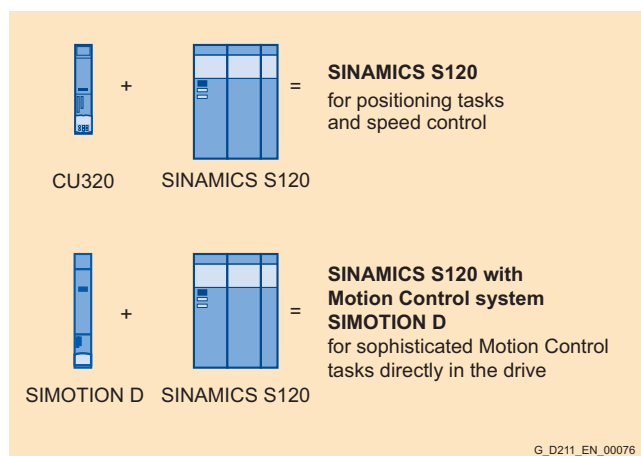 +
=
SINAMICS S120
for positioning tasks
and speed control
CU320
SINAMICS S120
+
=
SINAMICS S120 with
Motion Control system
SIMOTION D
for sophisticated Motion Control
tasks directly in the drive
SIMOTION D
SINAMICS S120
G_D211_EN_00076